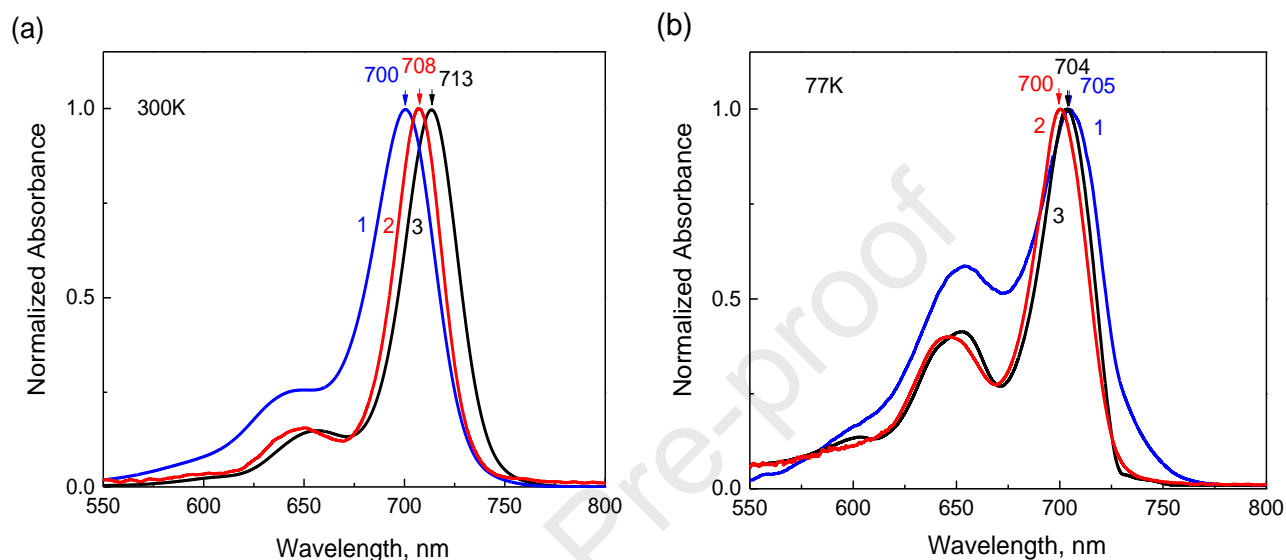 (a)
700 708 713
300K
1.0
0.5
0.0
1 2 3
550 600 650 700 750 800
Normalized Absorbance
Wavelength, nm
(b)
704
700 705
77K
1.0
0.5
0.0
2 1
3
550 600 650 700 750 800
Normalized Absorbance
Wavelength, nm
Pre-proof